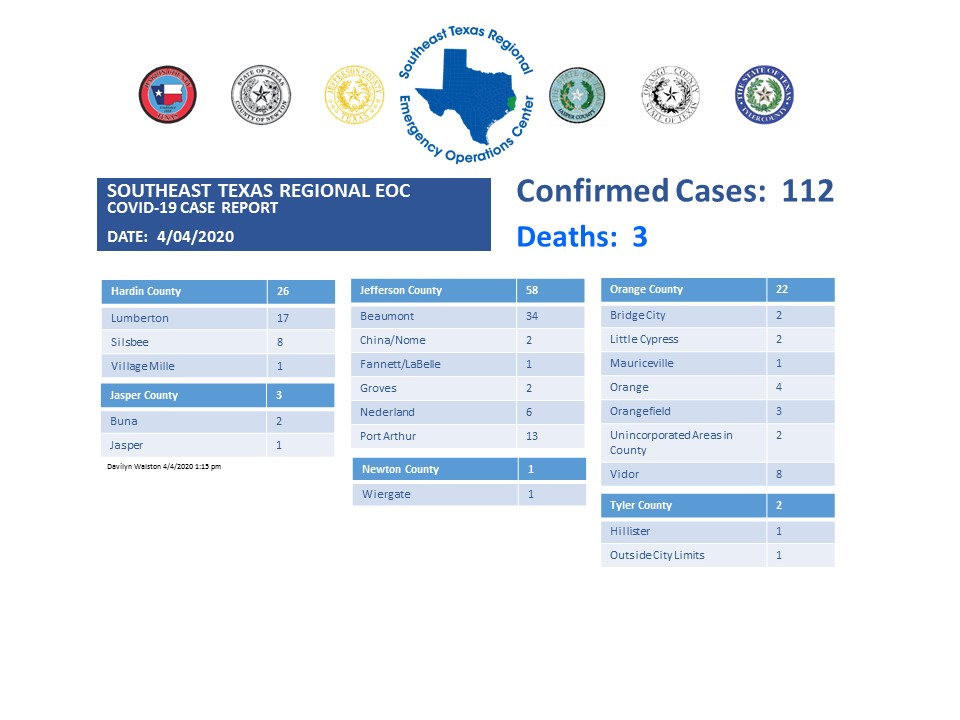 Southeast Texas Regional
Emergency Operations Center
STATE OF TEXAS
COUNTY OF NEWTON
JEFFERSON COUNTY
TEXAS
THE STATE OF TEXAS
JASPER COUNTY
ORANGE COUNTY
STATE OF TEXAS
THE STATE OF TEXAS
TYLER COUNTY
SOUTHEAST TEXAS REGIONAL EOC
COVID-19 CASE REPORT
DATE: 4/04/2020
Confirmed Cases: 112
Deaths: 3
Hardin County 26
Lumberton 17
Silsbee 8
Village Mille 1
Jasper County 3
Buna 2
Jasper 1
Davilyn Walston 4/4/2020 1:15 pm
Jefferson County 58
Beaumont 34
China/Nome 2
Fannett/LaBelle 1
Groves 2
Nederland 6
Port Arthur 13
Newton County 1
Wiergate 1
Orange County 22
Bridge City 2
Little Cypress 2
Mauriceville 1
Orange 4
Orangefield 3
Unincorporated Areas in 2
County
Vidor 8
Tyler County 2
Hillister 1
Outside City Limits 1